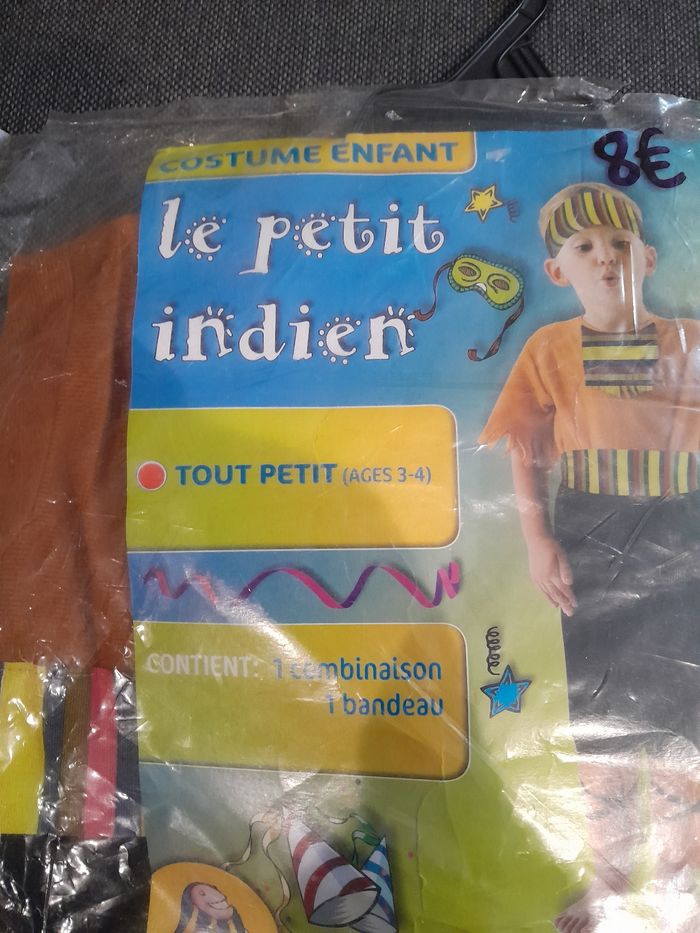 COSTUME ENFANT
8€
le petit
indien
TOUT PETIT (AGES 3-4)
CONTIENT: 1 combinaison
1 bandeau